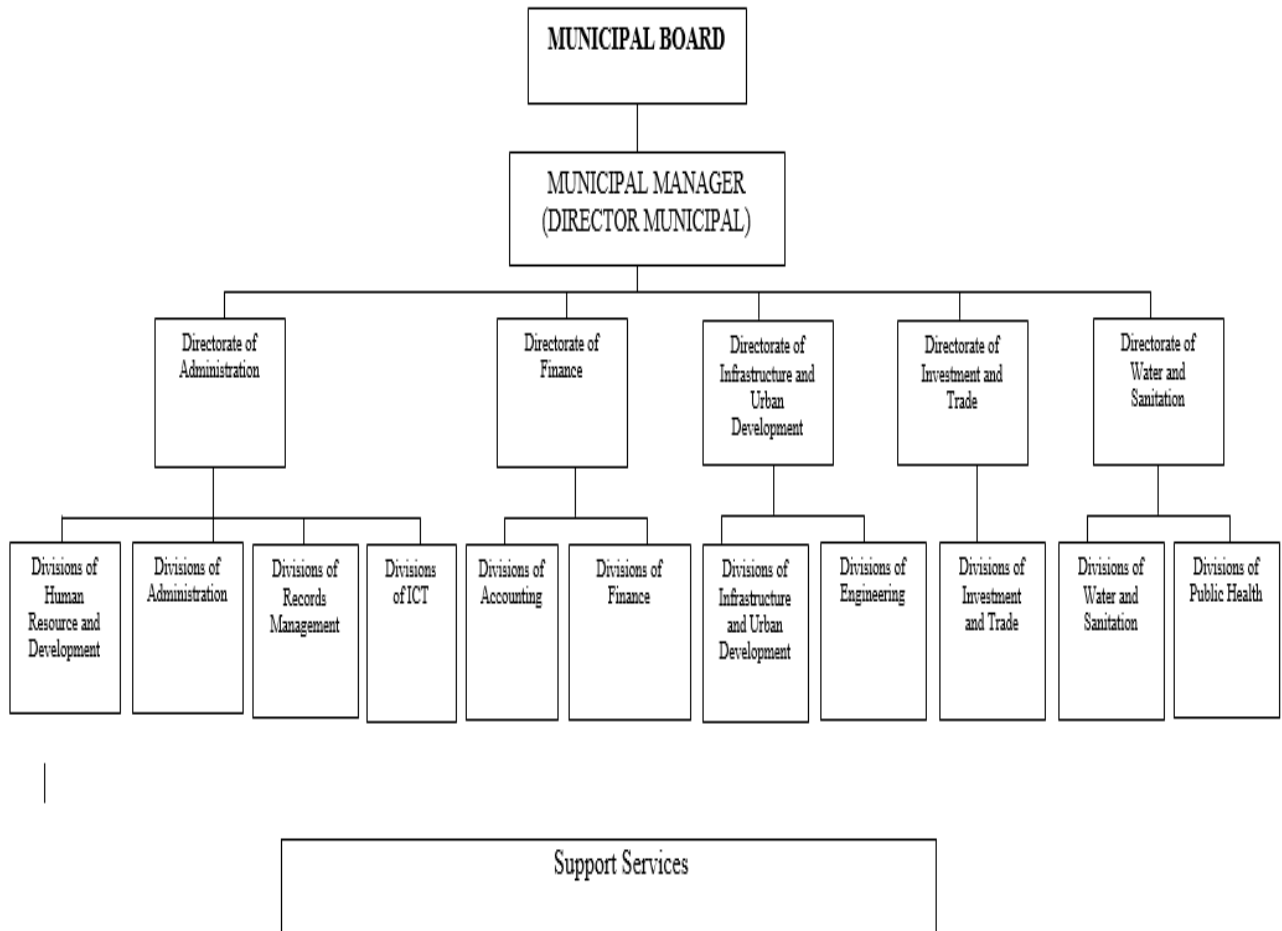 MUNICIPAL BOARD
MUNICIPAL MANAGER
(DIRECTOR MUNICIPAL)
Directorate of
Administration
Directorate of
Finance
Directorate of
Infrastructure and
Urban
Development
Directorate of
Investment and
Trade
Directorate of
Water and
Sanitation
Divisions of
Human
Resource and
Development
Divisions of
Administration
Divisions of
Records
Management
Divisions
of ICT
Divisions of
Accounting
Divisions of
Finance
Divisions of
Infrastructure
and Urban
Development
Divisions of
Engineering
Divisions of
Investment
and Trade
Divisions of
Water and
Sanitation
Divisions of
Public Health
Support Services